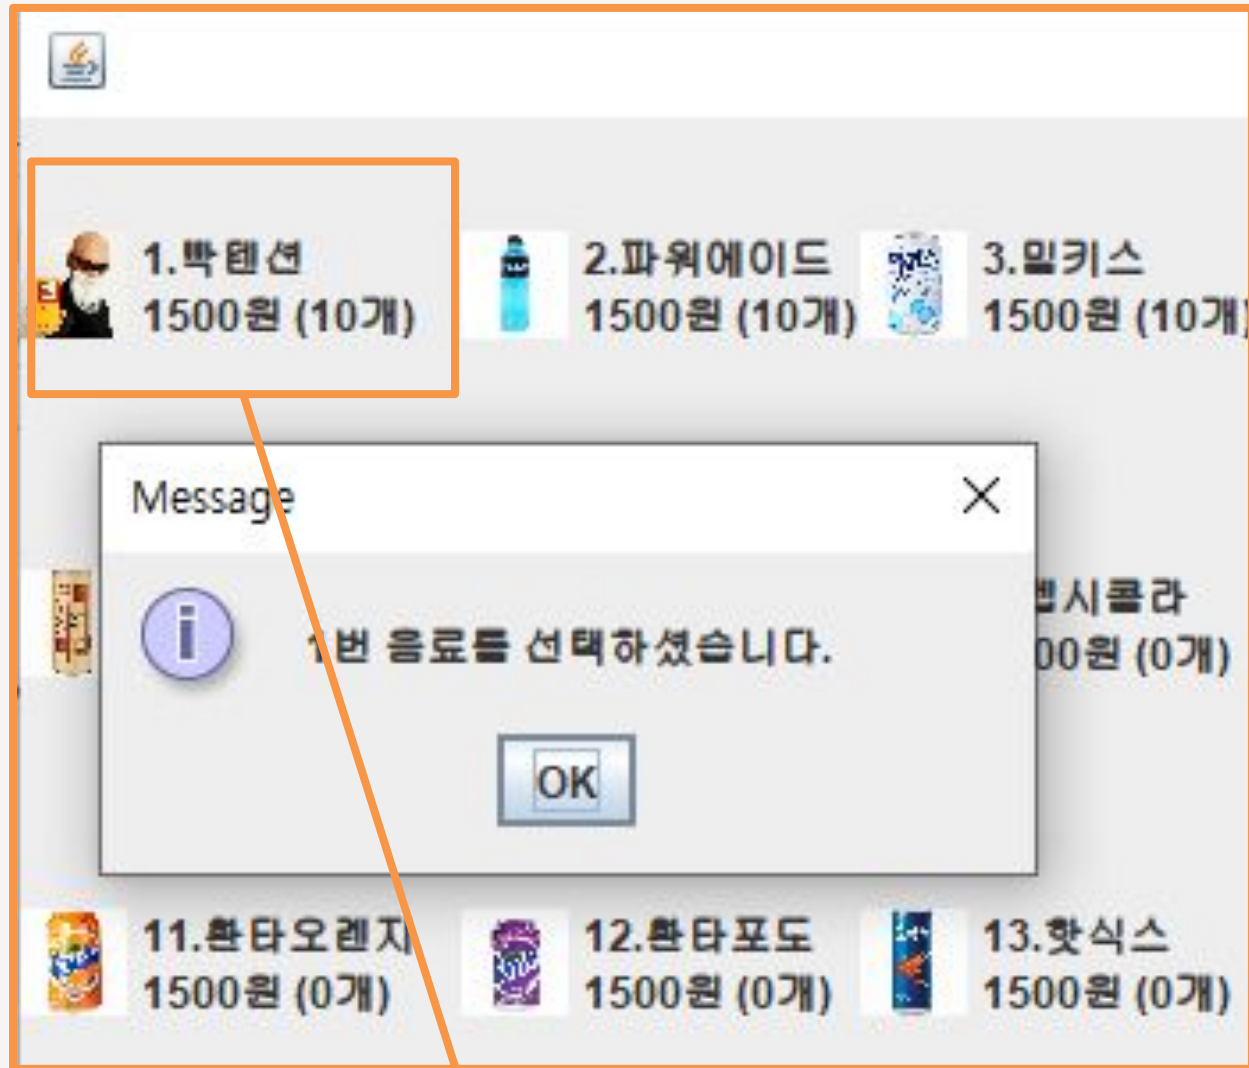 1.빡텐션
1500원 (10개)
2.파워에이드
1500원 (10개)
3.밀키스
1500원 (10개)
Message
1번 음료를 선택하셨습니다.
OK
펩시콜라
00원 (0개)
11.환타오렌지
1500원 (0개)
12.환타포도
1500원 (0개)
13.핫식스
1500원 (0개)